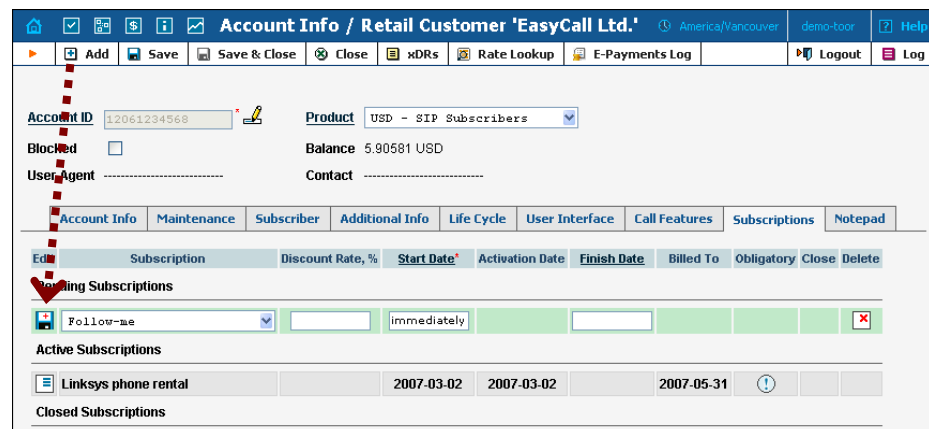 Account Info / Retail Customer 'EasyCall Ltd.' America/Vancouver demo-toor ? Help
Add Save Save & Close Close xDRs Rate Lookup E-Payments Log Logout Log
Account ID 12061234568 * Product USD - SIP Subscribers
Blocked Balance 5.90581 USD
User Agent ---------------------------- Contact ----------------------------
Account Info Maintenance Subscriber Additional Info Life Cycle User Interface Call Features Subscriptions Notepad
Edit Subscription Discount Rate, % Start Date* Activation Date Finish Date Billed To Obligatory Close Delete
Pending Subscriptions
Follow-me immediately
Active Subscriptions
Linksys phone rental 2007-03-02 2007-03-02 2007-05-31
Closed Subscriptions